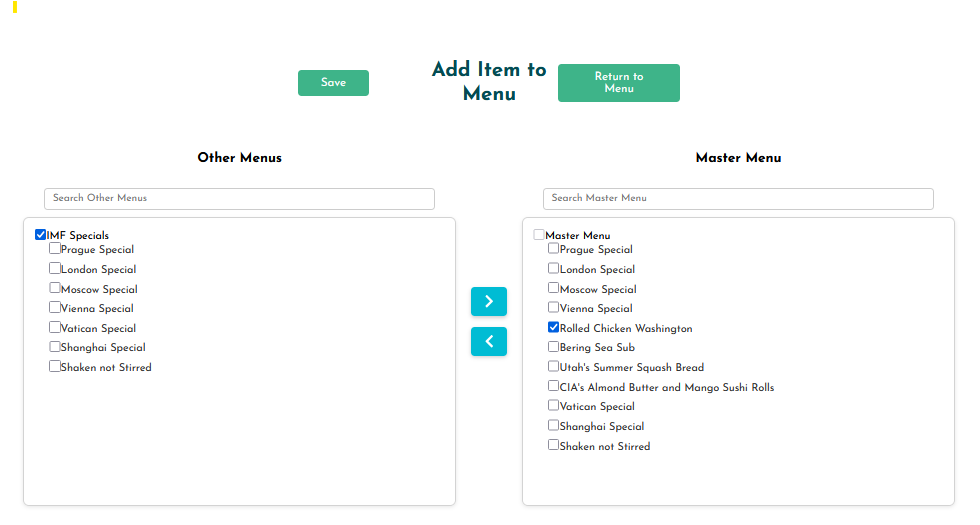 Save
Add Item to
Menu
Return to
Menu
Other Menus
Master Menu
Search Other Menus
Search Master Menu
IMF Specials
Prague Special
London Special
Moscow Special
Vienna Special
Vatican Special
Shanghai Special
Shaken not Stirred
Master Menu
Prague Special
London Special
Moscow Special
Vienna Special
Rolled Chicken Washington
Bering Sea Sub
Utah's Summer Squash Bread
CIA's Almond Butter and Mango Sushi Rolls
Vatican Special
Shanghai Special
Shaken not Stirred